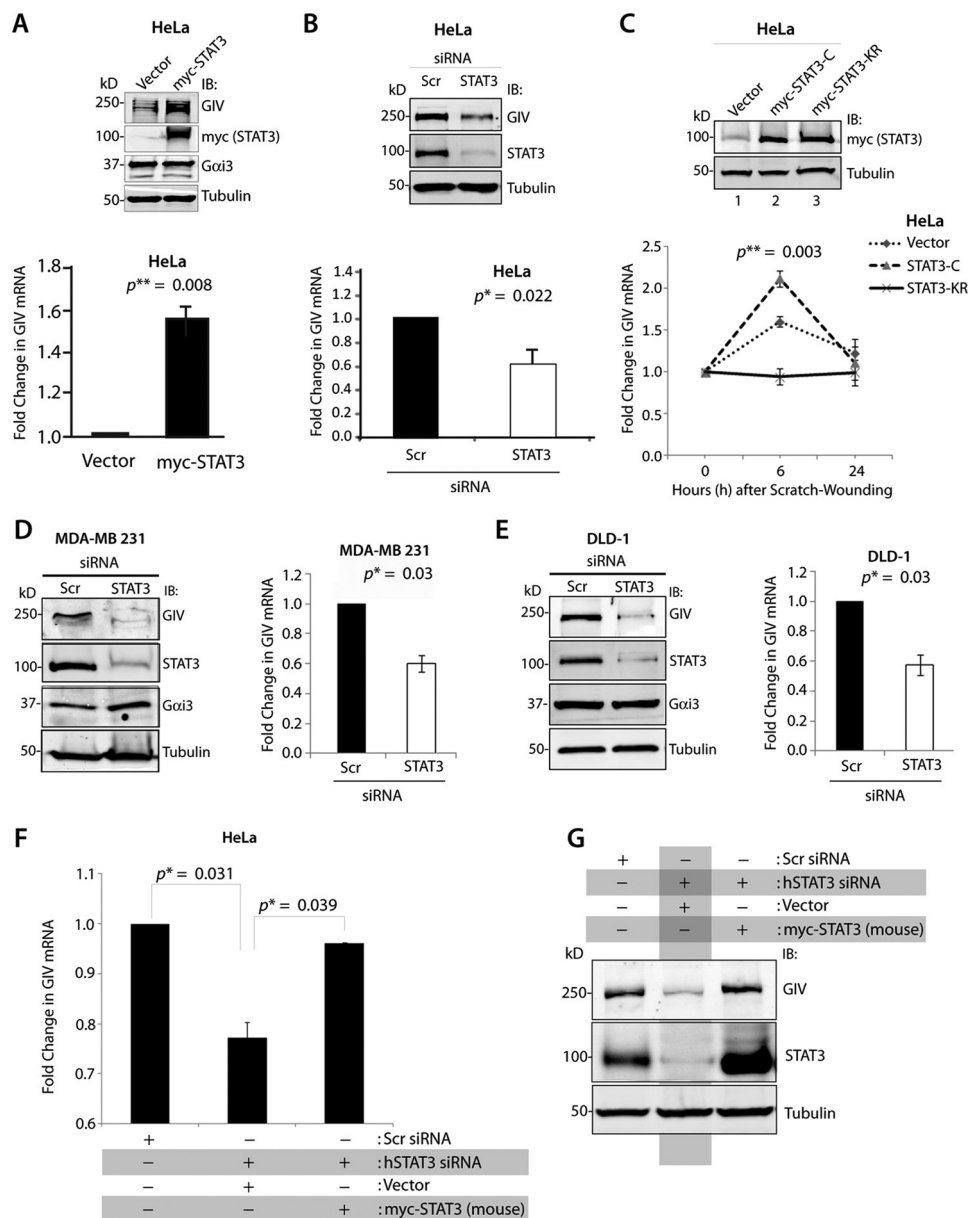 A
HeLa
Vector
myc-STAT3
kD
IB:
250
GIV
100
myc (STAT3)
37
Gαi3
50
Tubulin
HeLa
p** = 0.008
Fold Change in GIV mRNA
1.8
1.6
1.4
1.2
1.0
Vector
myc-STAT3
B
HeLa
siRNA
Scr
STAT3
kD
IB:
250
GIV
100
STAT3
50
Tubulin
HeLa
p* = 0.022
Fold Change in GIV mRNA
1.4
1.2
1.0
0.8
0.6
0.4
0.2
0.0
Scr
STAT3
siRNA
C
HeLa
Vector
myc-STAT3-C
myc-STAT3-KR
kD
IB:
100
myc (STAT3)
50
Tubulin
1 2 3
HeLa
Vector
STAT3-C
STAT3-KR
p** = 0.003
Fold Change in GIV mRNA
2.5
2.0
1.5
1.0
0.5
0.0
0 6 24
Hours (h) after Scratch-Wounding
D
MDA-MB 231
siRNA
Scr
STAT3
kD
IB:
250
GIV
100
STAT3
37
Gαi3
50
Tubulin
MDA-MB 231
p* = 0.03
Fold Change in GIV mRNA
1.2
1.0
0.8
0.6
0.4
0.2
0.0
Scr
STAT3
siRNA
E
DLD-1
siRNA
Scr
STAT3
kD
IB:
250
GIV
100
STAT3
37
Gαi3
50
Tubulin
DLD-1
p* = 0.03
Fold Change in GIV mRNA
1.2
1.0
0.8
0.6
0.4
0.2
0.0
Scr
STAT3
siRNA
F
HeLa
p* = 0.031
p* = 0.039
Fold Change in GIV mRNA
1.0
0.9
0.8
0.7
0.6
+ – – : Scr siRNA
– + + : hSTAT3 siRNA
– + – : Vector
– – + : myc-STAT3 (mouse)
G
+ – – : Scr siRNA
– + + : hSTAT3 siRNA
– + – : Vector
– – + : myc-STAT3 (mouse)
kD
IB:
250
GIV
100
STAT3
50
Tubulin